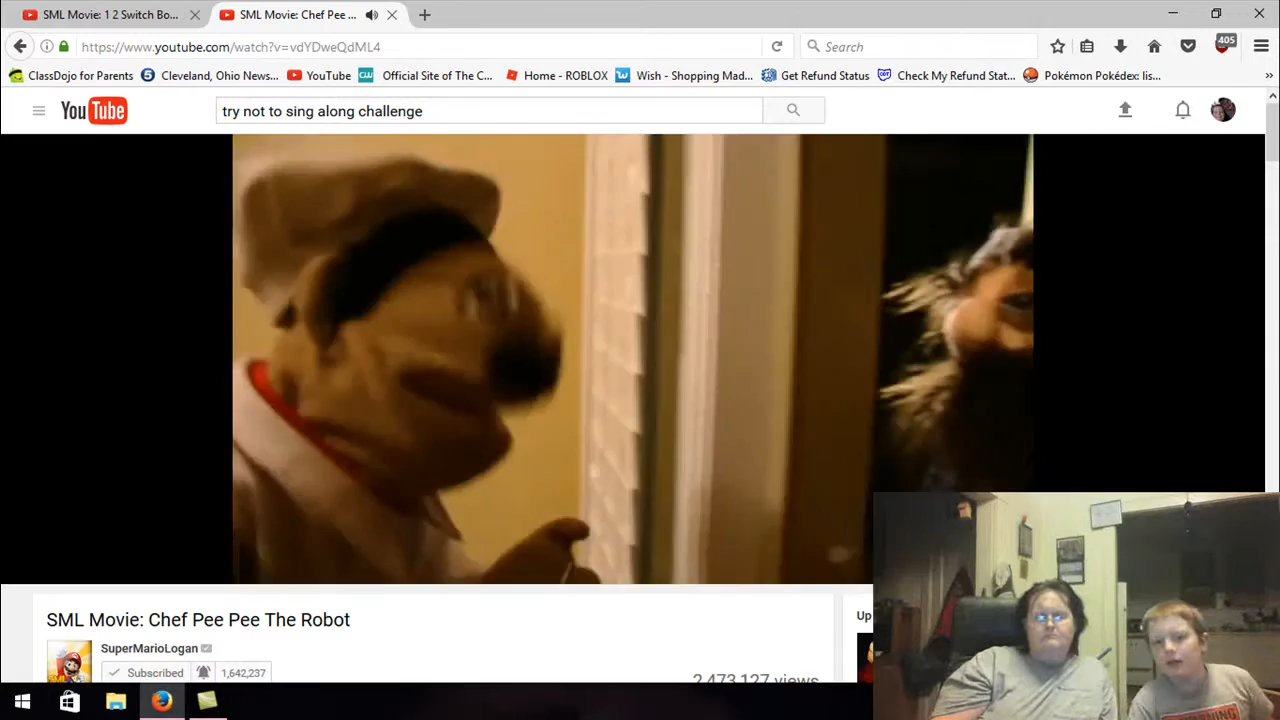 SML Movie: 1 2 Switch Bo...
SML Movie: Chef Pee Pee ...
https://www.youtube.com/watch?v=vdYDweQdML4
Search
405
ClassDojo for Parents
Cleveland, Ohio News...
YouTube
CW Official Site of The C...
Home - ROBLOX
Wish - Shopping Mad...
Get Refund Status
Check My Refund Stat...
Pokémon Pokédex: lis...
YouTube
try not to sing along challenge
SML Movie: Chef Pee Pee The Robot
Up
SuperMarioLogan
Subscribed
1,642,237
2,473,127 views